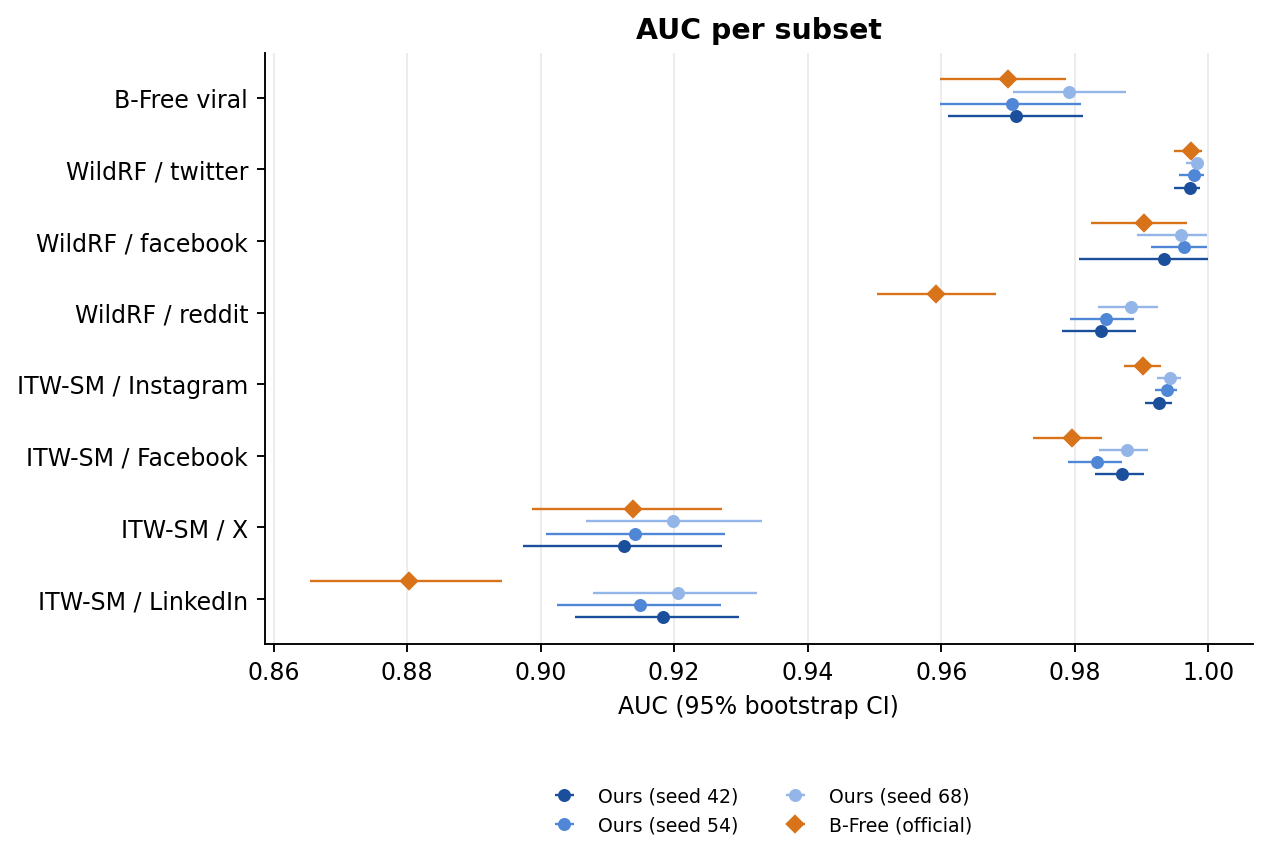 AUC per subset
B-Free viral
WildRF / twitter
WildRF / facebook
WildRF / reddit
ITW-SM / Instagram
ITW-SM / Facebook
ITW-SM / X
ITW-SM / LinkedIn
0.86 0.88 0.90 0.92 0.94 0.96 0.98 1.00
AUC (95% bootstrap CI)
Ours (seed 42) Ours (seed 68)
Ours (seed 54) B-Free (official)